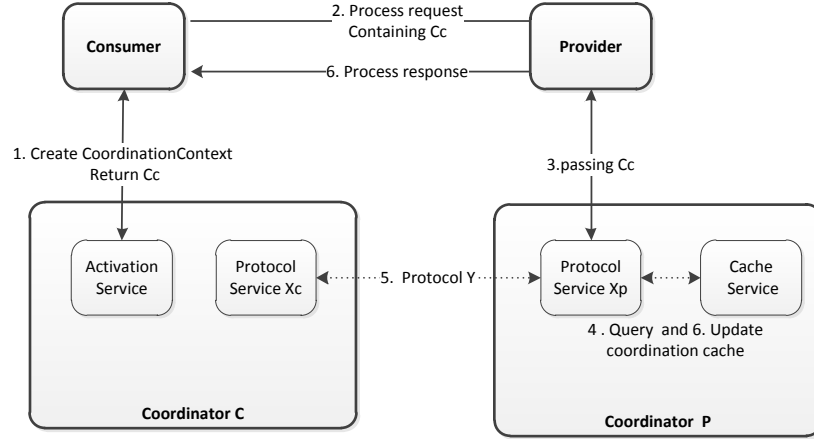 2. Process request
Containing Cc
Consumer
Provider
6. Process response
1. Create CoordinationContext
Return Cc
3.passing Cc
Activation
Service
Protocol
Service Xc
5.  Protocol Y
Protocol
Service Xp
Cache
Service
4 . Query  and 6. Update
coordination cache
Coordinator C
Coordinator  P